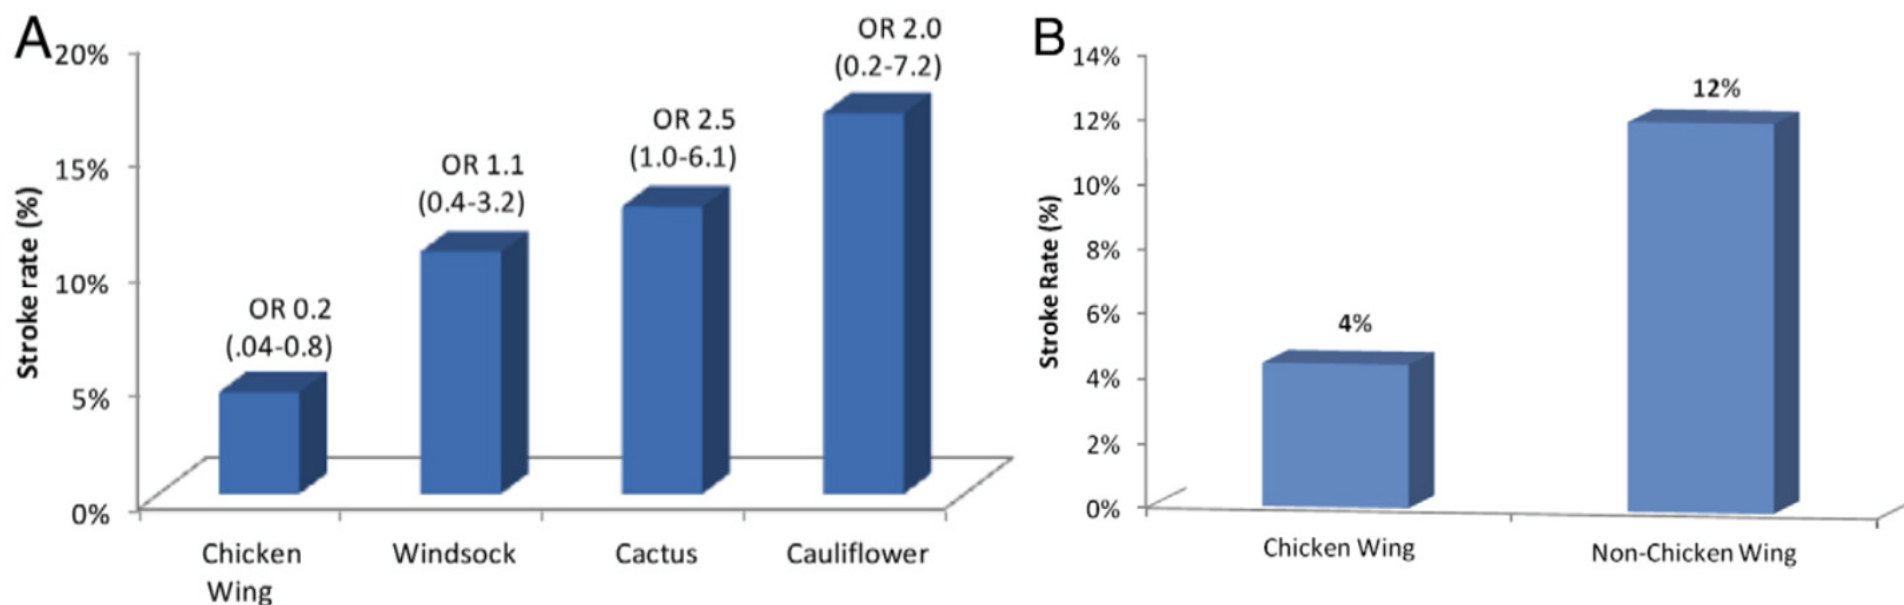 A
20%
15%
10%
5%
0%
Stroke rate (%)
OR 0.2
(.04-0.8)
OR 1.1
(0.4-3.2)
OR 2.5
(1.0-6.1)
OR 2.0
(0.2-7.2)
Chicken
Wing
Windsock
Cactus
Cauliflower
B
14%
12%
10%
8%
6%
4%
2%
0%
Stroke Rate (%)
4%
12%
Chicken Wing
Non-Chicken Wing